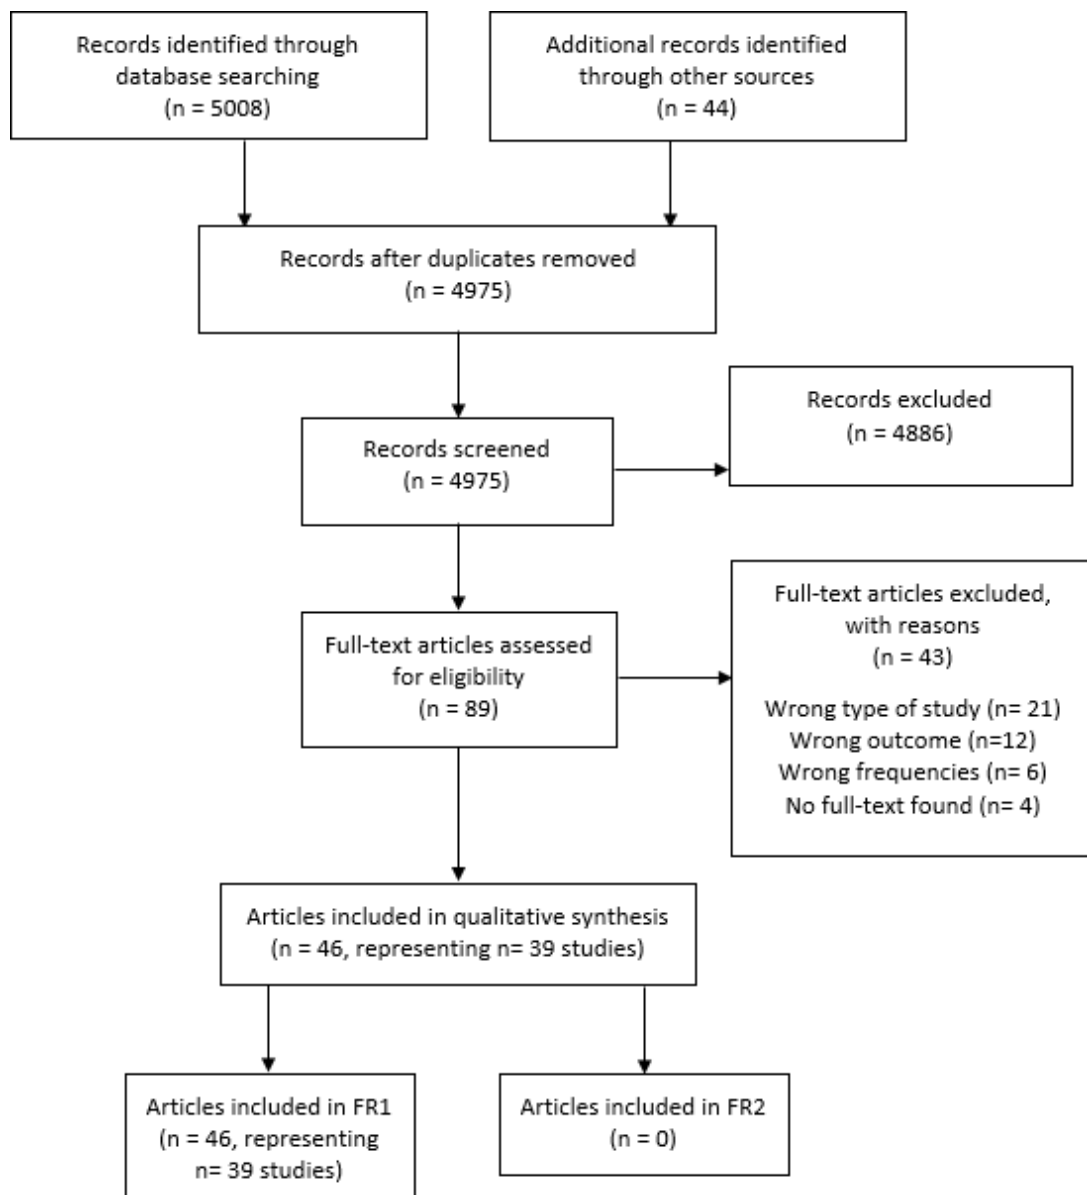 Records identified through
database searching
(n = 5008)
Additional records identified
through other sources
(n = 44)
Records after duplicates removed
(n = 4975)
Records excluded
(n = 4886)
Records screened
(n = 4975)
Full-text articles assessed
for eligibility
(n = 89)
Full-text articles excluded,
with reasons
(n = 43)
Wrong type of study (n= 21)
Wrong outcome (n=12)
Wrong frequencies (n= 6)
No full-text found (n= 4)
Articles included in qualitative synthesis
(n = 46, representing n= 39 studies)
Articles included in FR1
(n = 46, representing
n= 39 studies)
Articles included in FR2
(n = 0)